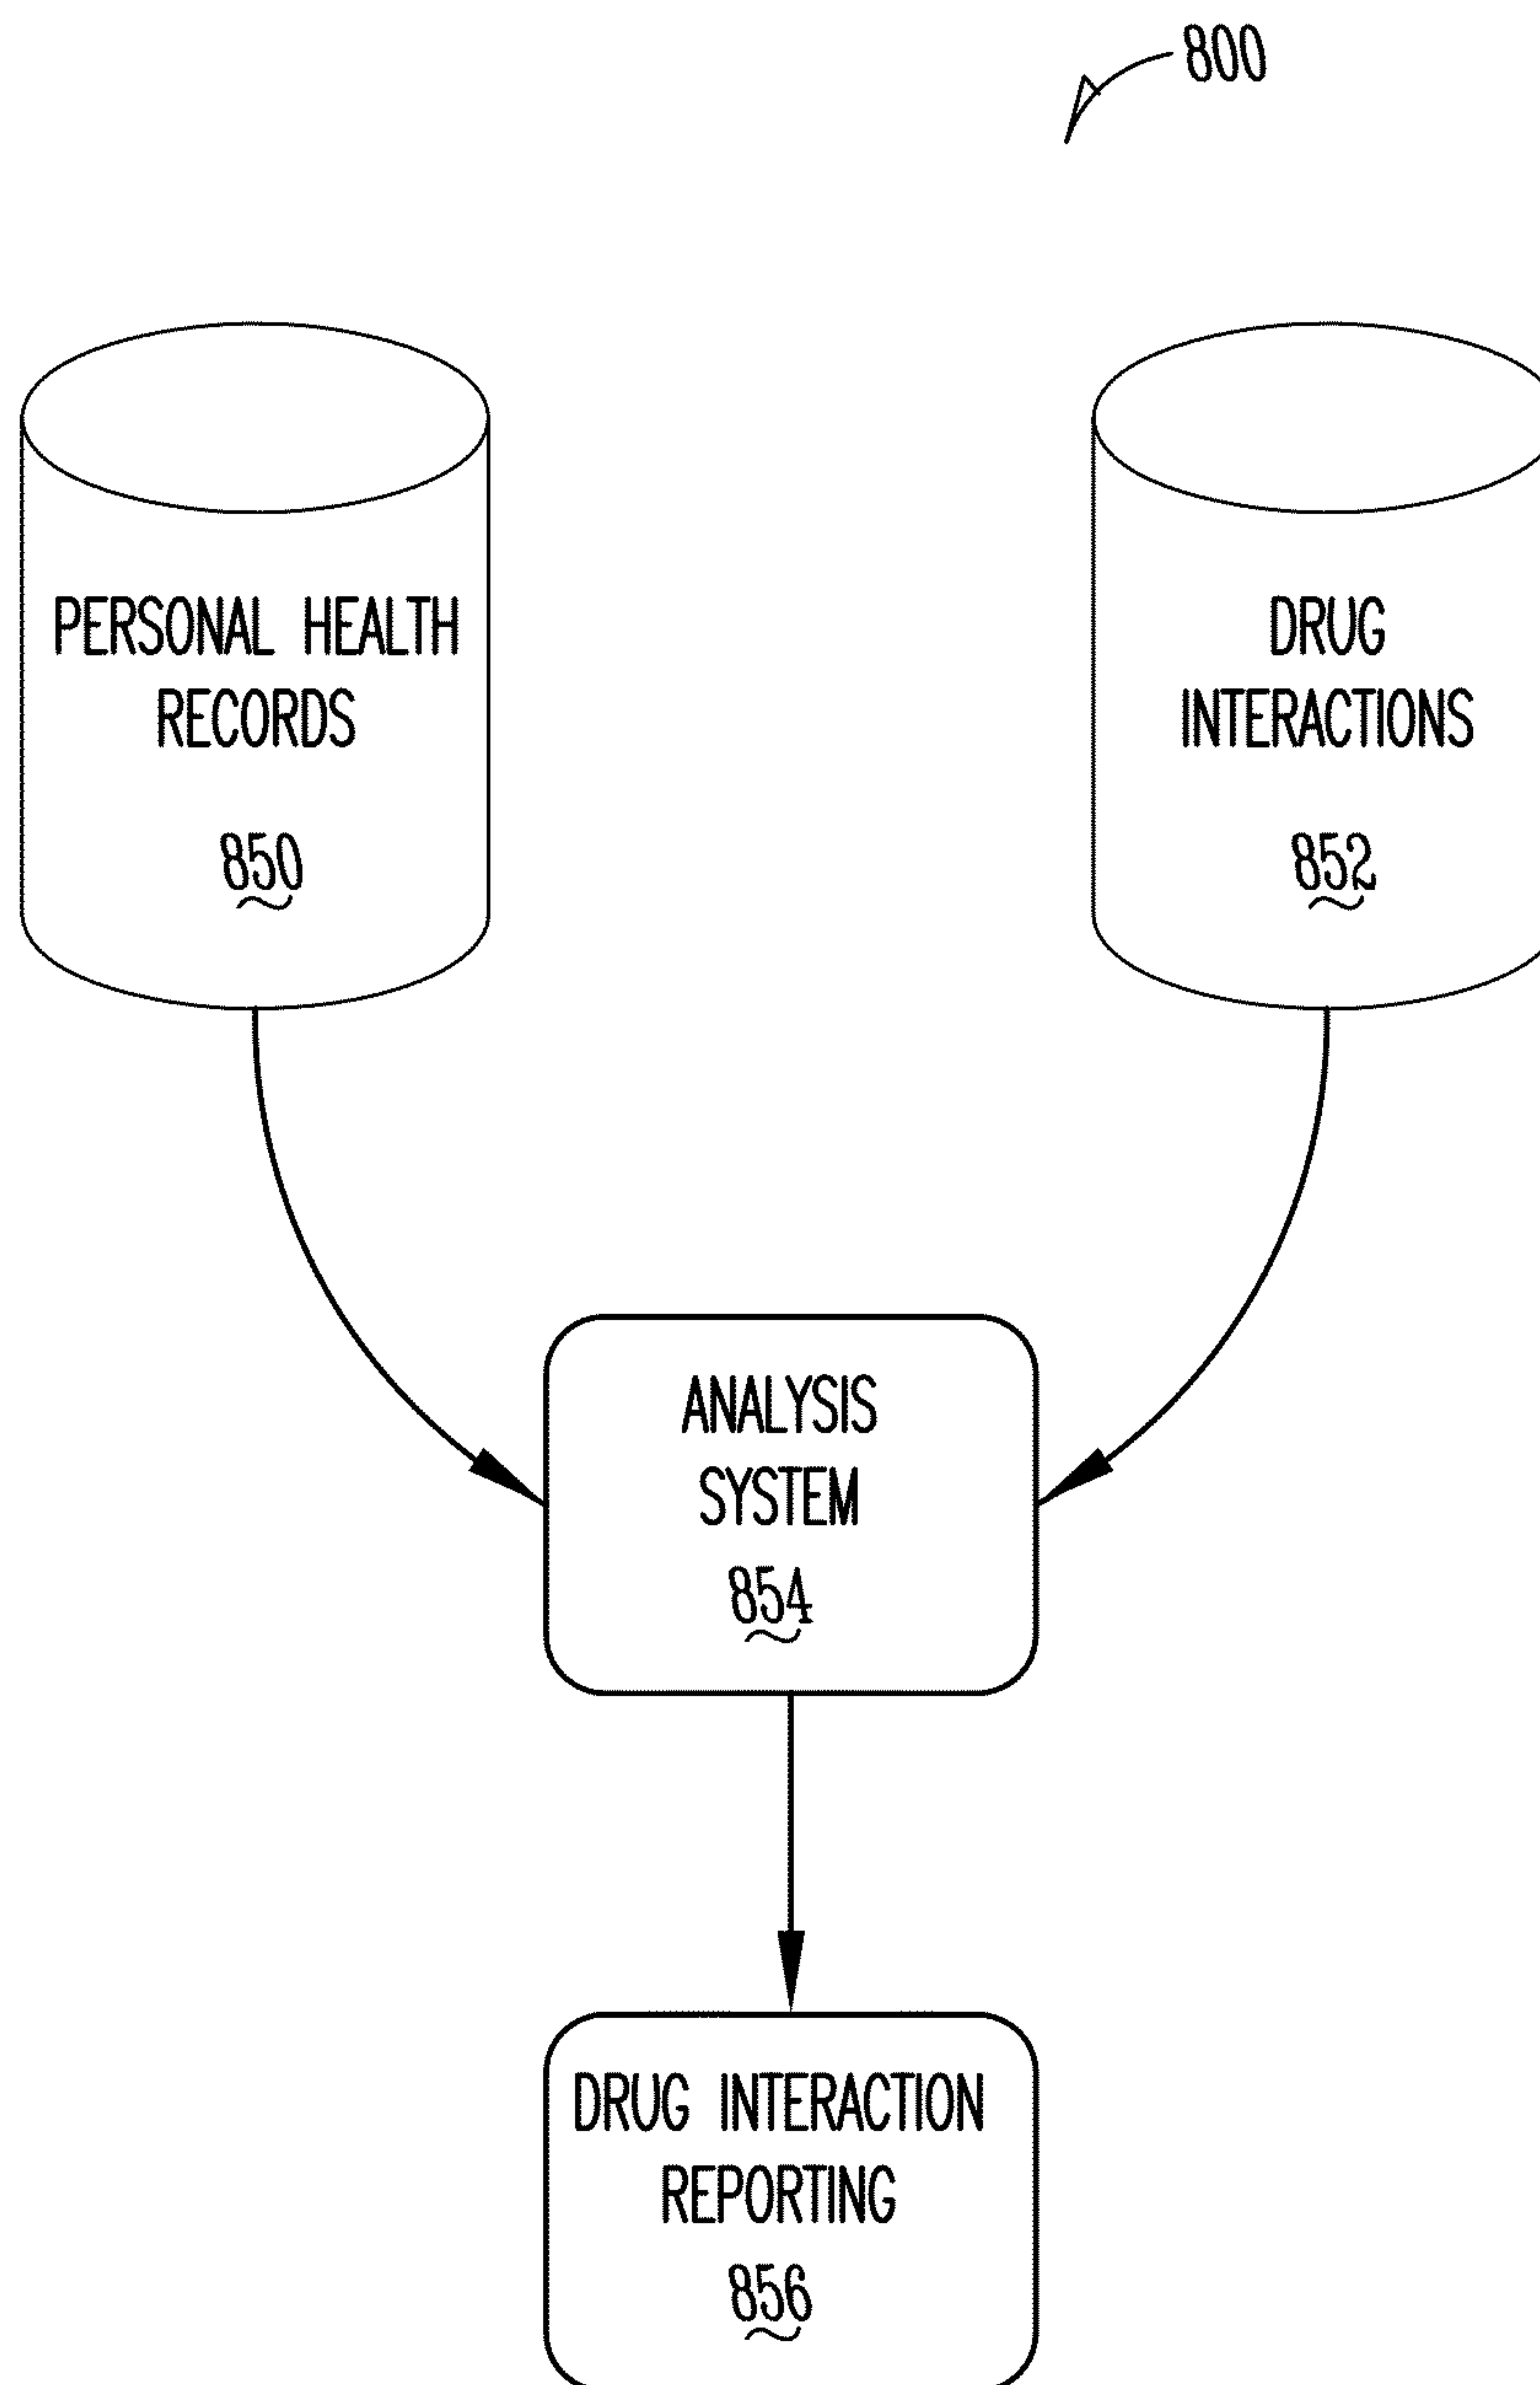 800
PERSONAL HEALTH
RECORDS
850
DRUG
INTERACTIONS
852
ANALYSIS
SYSTEM
854
DRUG INTERACTION
REPORTING
856